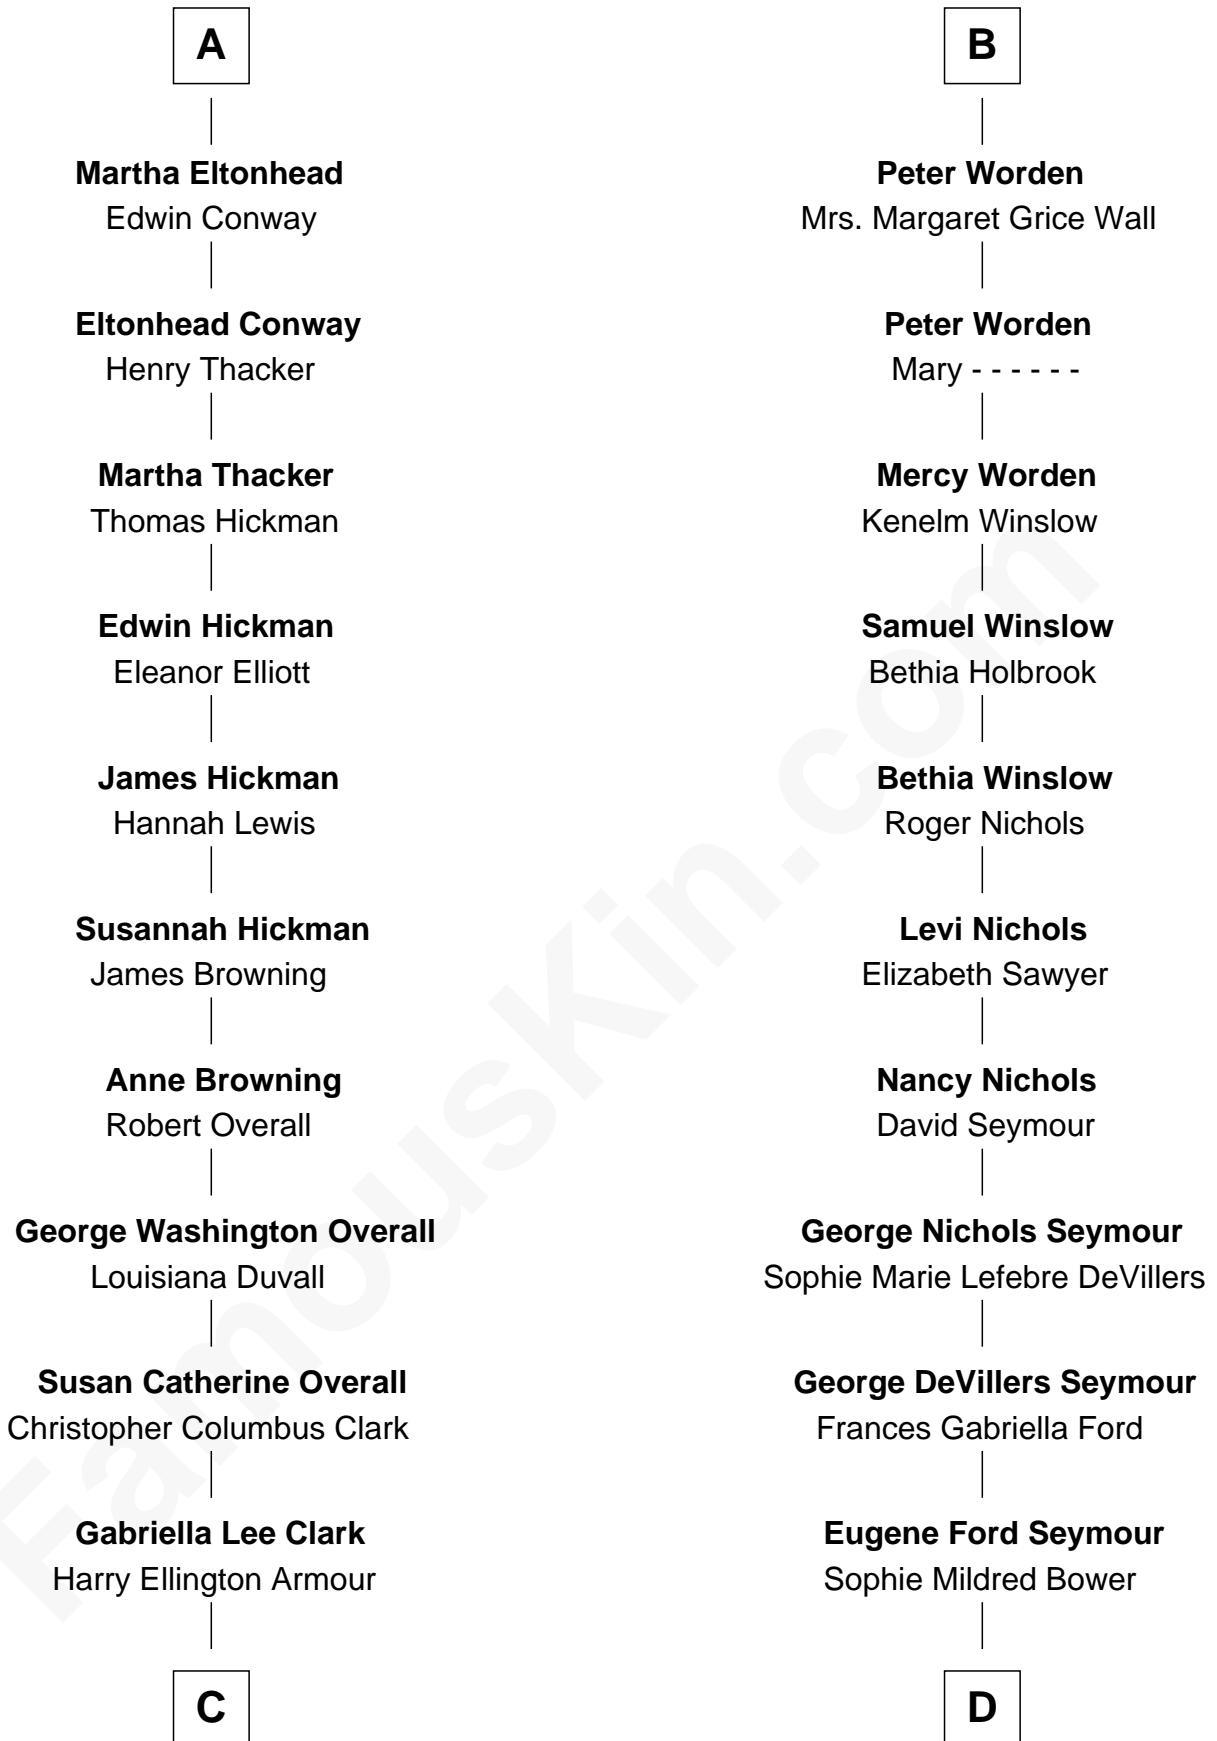 A
Martha Eltonhead
Edwin Conway
Eltonhead Conway
Henry Thacker
Martha Thacker
Thomas Hickman
Edwin Hickman
Eleanor Elliott
James Hickman
Hannah Lewis
Susannah Hickman
James Browning
Anne Browning
Robert Overall
George Washington Overall
Louisiana Duvall
Susan Catherine Overall
Christopher Columbus Clark
Gabriella Lee Clark
Harry Ellington Armour
C
B
Peter Worden
Mrs. Margaret Grice Wall
Peter Worden
Mary - - - - - -
Mercy Worden
Kenelm Winslow
Samuel Winslow
Bethia Holbrook
Bethia Winslow
Roger Nichols
Levi Nichols
Elizabeth Sawyer
Nancy Nichols
David Seymour
George Nichols Seymour
Sophie Marie Lefebre DeVillers
George DeVillers Seymour
Frances Gabriella Ford
Eugene Ford Seymour
Sophie Mildred Bower
D
FamousKin.com